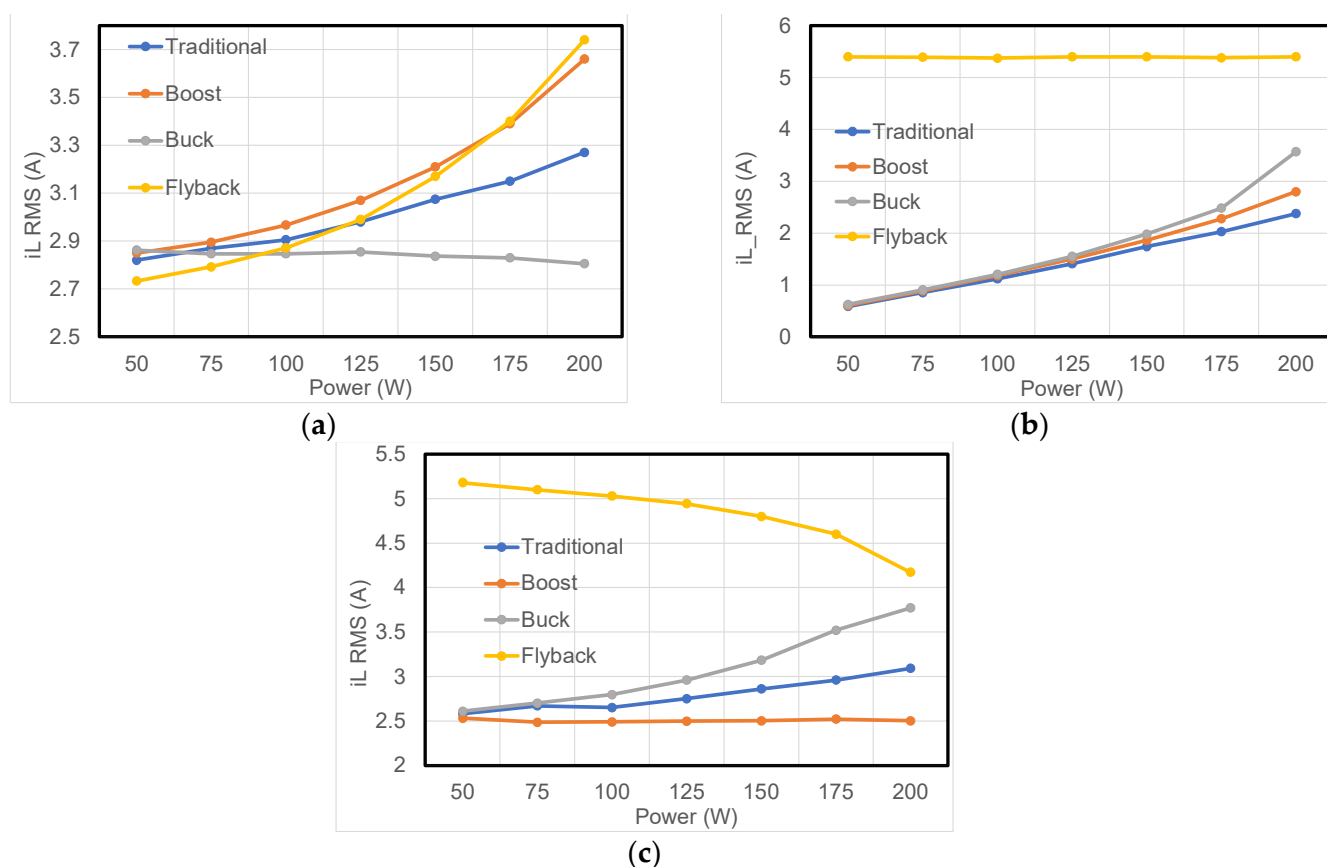 3.7
3.5
3.3
3.1
2.9
2.7
2.5
iL RMS (A)
Traditional
Boost
Buck
Flyback
50 75 100 125 150 175 200
Power (W)
(a)
6
5
4
3
2
1
0
iL_RMS (A)
Traditional
Boost
Buck
Flyback
50 75 100 125 150 175 200
Power (W)
(b)
5.5
5
4.5
4
3.5
3
2.5
2
iL RMS (A)
Traditional
Boost
Buck
Flyback
50 75 100 125 150 175 200
Power (W)
(c)